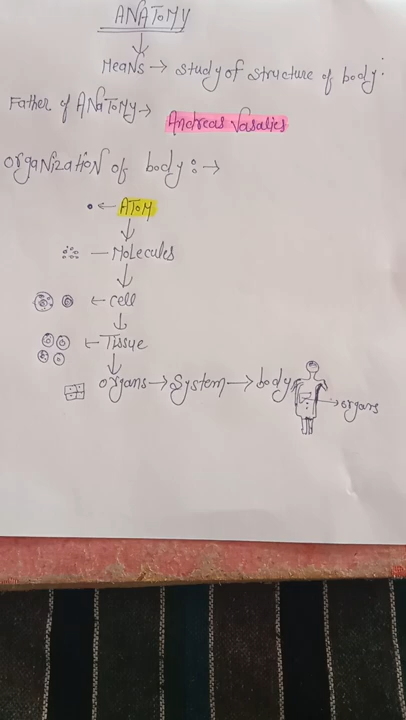 ANATOMY
Means → study of structure of body.
Father of ANATOMY → Andreas Vasalies
Organization of body :→
ATOM
Molecules
cell
Tissue
organs → System → body
organs